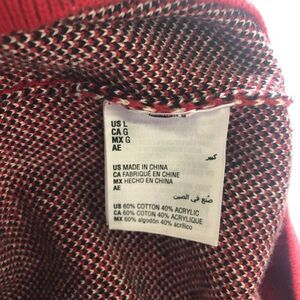 US L
CA G
MX G
AE
كبير
US MADE IN CHINA
CA FABRIQUÉ EN CHINE
MX HECHO EN CHINA
AE
صنع في الصين
US 60% COTTON 40% ACRYLIC
CA 60% COTTON 40% ACRYLIQUE
MX 60% algodón 40% acrílico